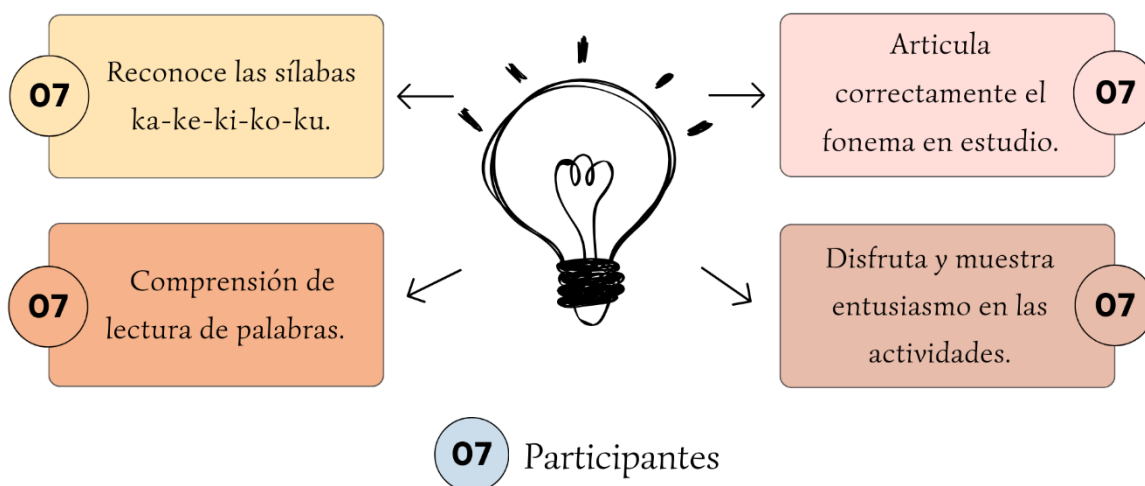 07
Reconoce las sílabas
ka-ke-ki-ko-ku.
Articula
correctamente el
fonema en estudio.
07
07
Comprensión de
lectura de palabras.
Disfruta y muestra
entusiasmo en las
actividades.
07
07 Participantes